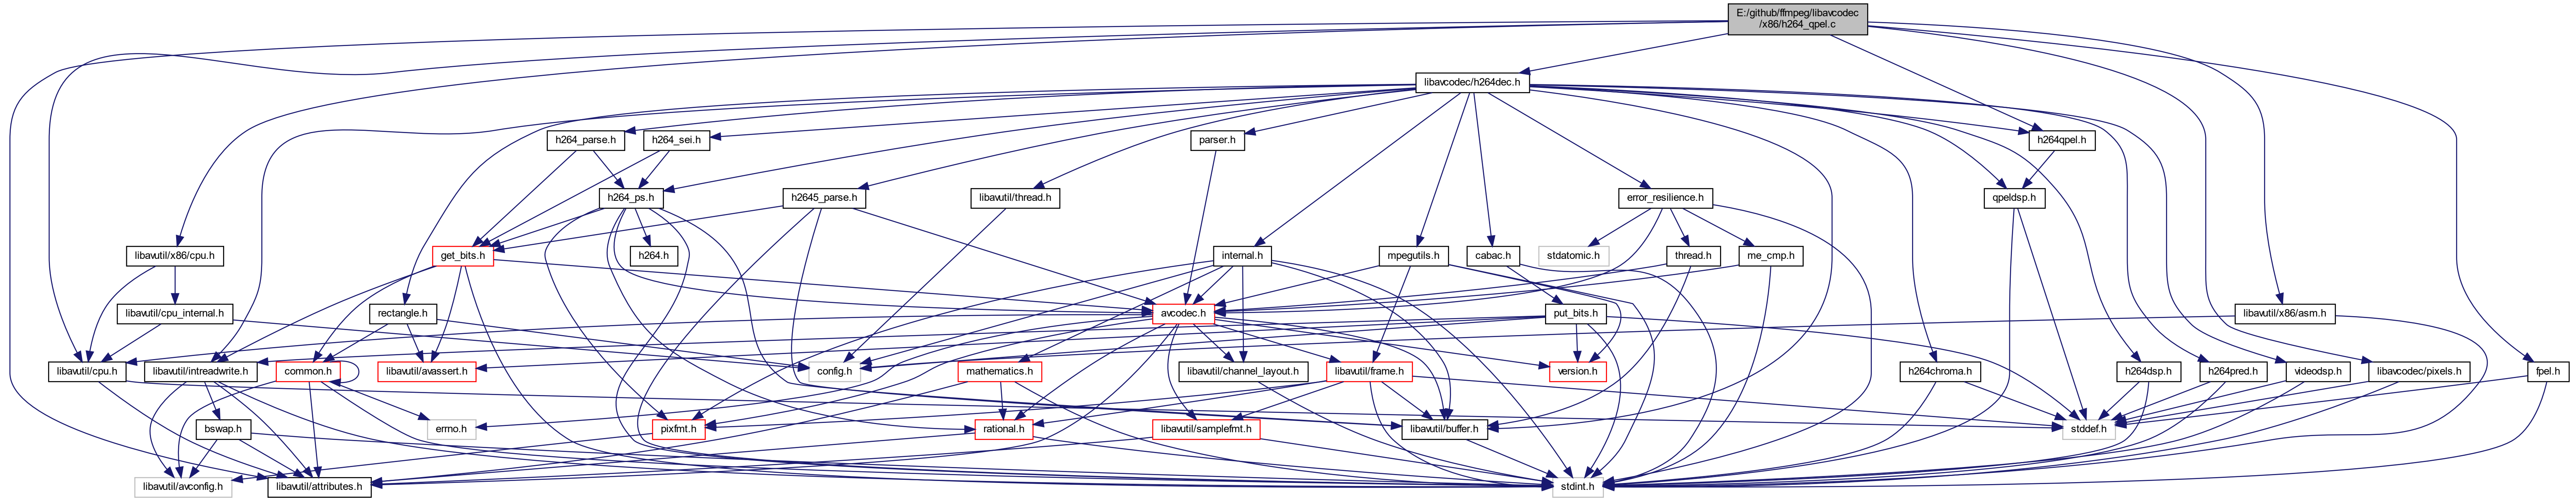 E:/github/ffmpeg/libavcodec
/x86/h264_qpel.c
libavcodec/h264dec.h
h264_parse.h
h264_sei.h
parser.h
h264qpel.h
h264_ps.h
h2645_parse.h
libavutil/thread.h
error_resilience.h
qpeldsp.h
libavutil/x86/cpu.h
get_bits.h
h264.h
internal.h
mpegutils.h
cabac.h
stdatomic.h
thread.h
me_cmp.h
libavutil/cpu_internal.h
rectangle.h
avcodec.h
put_bits.h
libavutil/x86/asm.h
libavutil/cpu.h
libavutil/intreadwrite.h
common.h
libavutil/avassert.h
config.h
mathematics.h
libavutil/channel_layout.h
libavutil/frame.h
version.h
h264chroma.h
h264dsp.h
h264pred.h
videodsp.h
libavcodec/pixels.h
fpel.h
bswap.h
errno.h
pixfmt.h
rational.h
libavutil/samplefmt.h
libavutil/buffer.h
stddef.h
libavutil/avconfig.h
libavutil/attributes.h
stdint.h